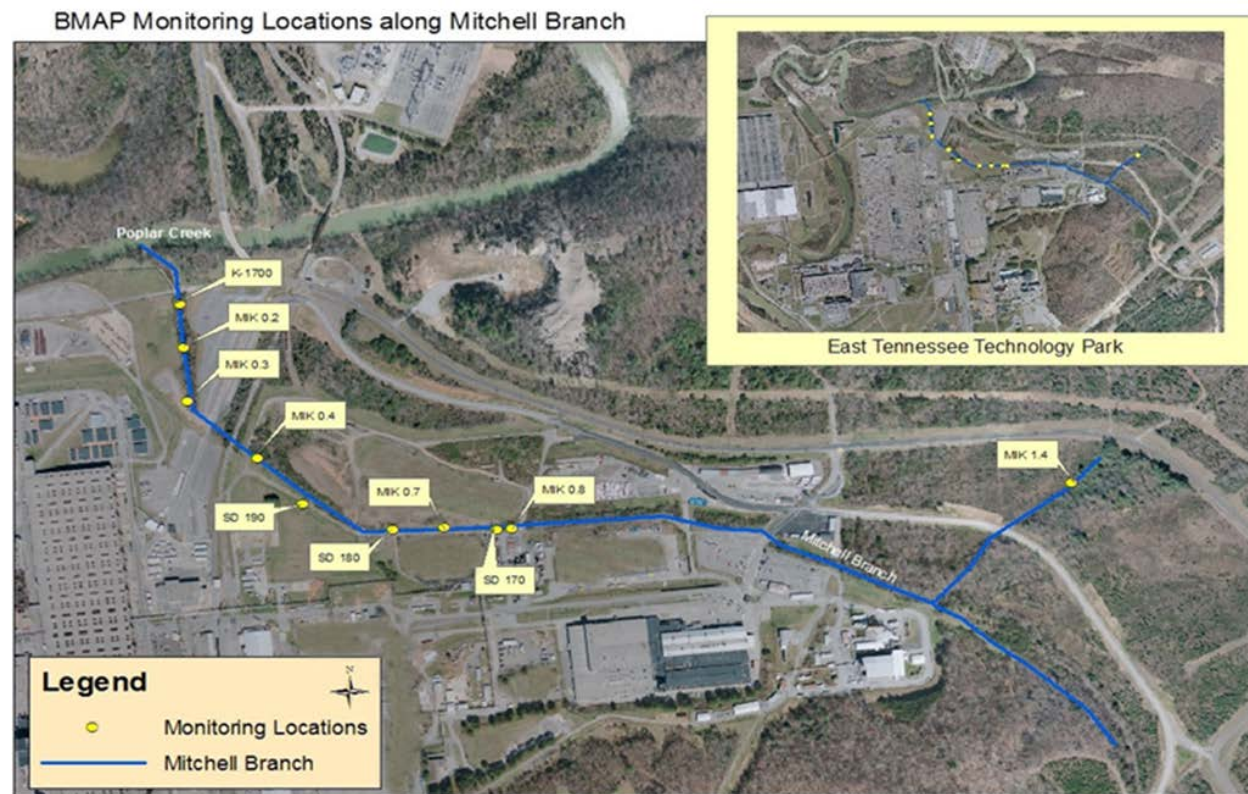 BMAP Monitoring Locations along Mitchell Branch
East Tennessee Technology Park
Poplar Creek
K-1700
MIK 0.2
MIK 0.3
MIK 0.4
MIK 1.4
MIK 0.7
MIK 0.8
SD 190
SD 180
SD 170
Mitchell Branch
Legend
N
Monitoring Locations
Mitchell Branch